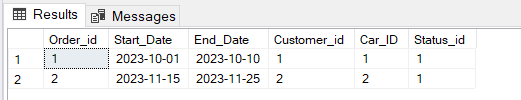 Results Messages
Order_id Start_Date End_Date Customer_id Car_ID Status_id
1 1 2023-10-01 2023-10-10 1 1 1
2 2 2023-11-15 2023-11-25 2 2 1